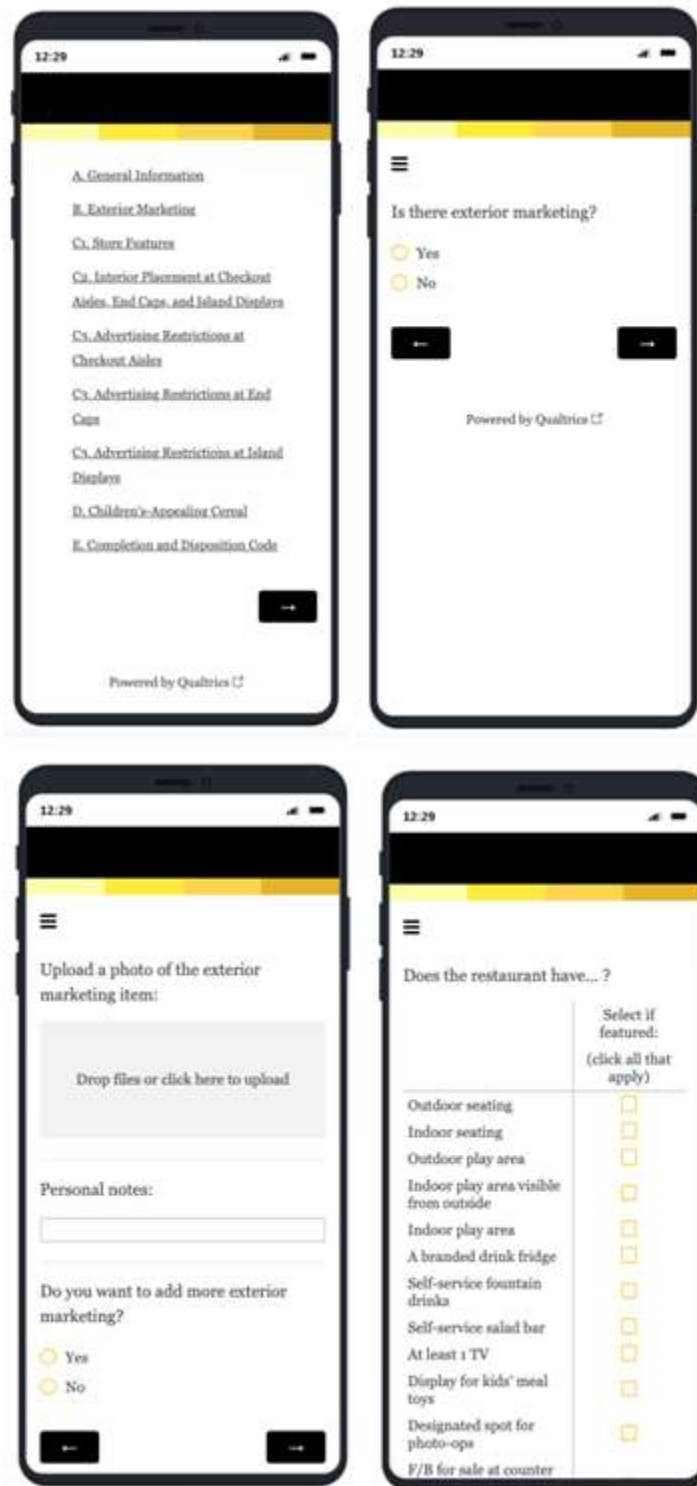 12:29
A. General Information
B. Exterior Marketing
C1. Store Features
C2. Interior Placement at Checkout
Aisles, End Caps, and Island Displays
C3. Advertising Restrictions at
Checkout Aisles
C3. Advertising Restrictions at End
Caps
C3. Advertising Restrictions at Island
Displays
D. Children's-Appealing Cereal
E. Completion and Disposition Code
→
Powered by Qualtrics
12:29
Is there exterior marketing?
Yes
No
← →
Powered by Qualtrics
12:29
Upload a photo of the exterior
marketing item:
Drop files or click here to upload
Personal notes:
Do you want to add more exterior
marketing?
Yes
No
← →
12:29
Does the restaurant have... ?
Select if
featured:
(click all that
apply)
Outdoor seating
Indoor seating
Outdoor play area
Indoor play area visible
from outside
Indoor play area
A branded drink fridge
Self-service fountain
drinks
Self-service salad bar
At least 1 TV
Display for kids' meal
toys
Designated spot for
photo-ops
F/B for sale at counter